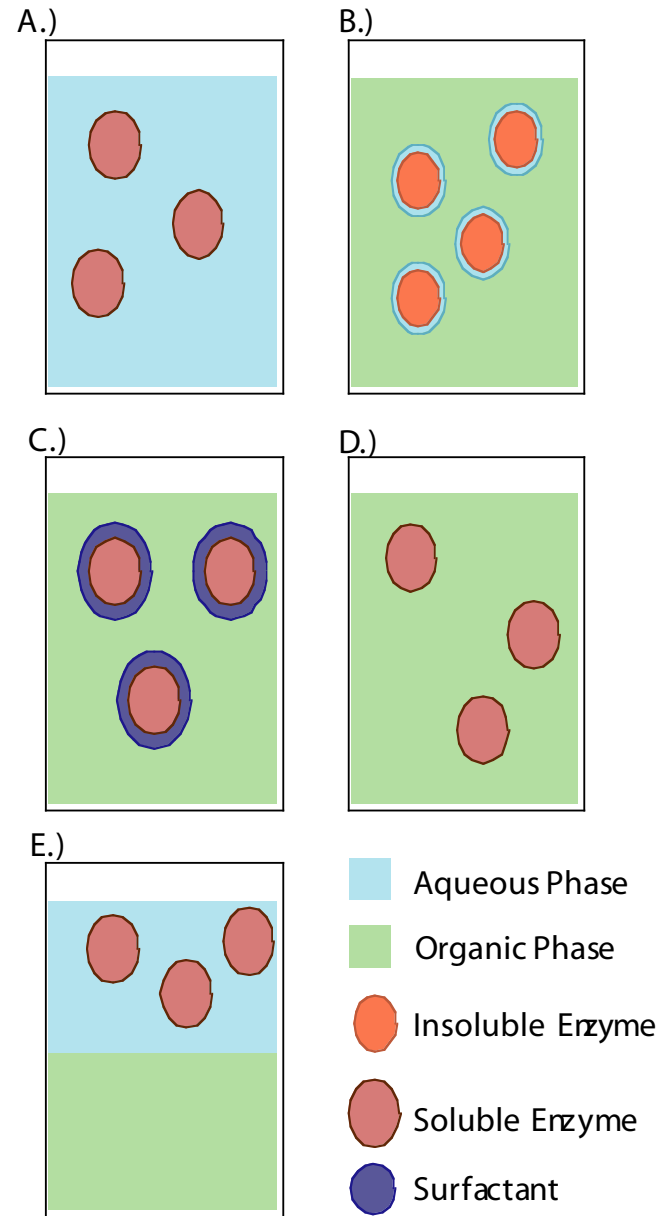 A.)
B.)
C.)
D.)
E.)
Aqueous Phase
Organic Phase
Insoluble Enzyme
Soluble Enzyme
Surfactant